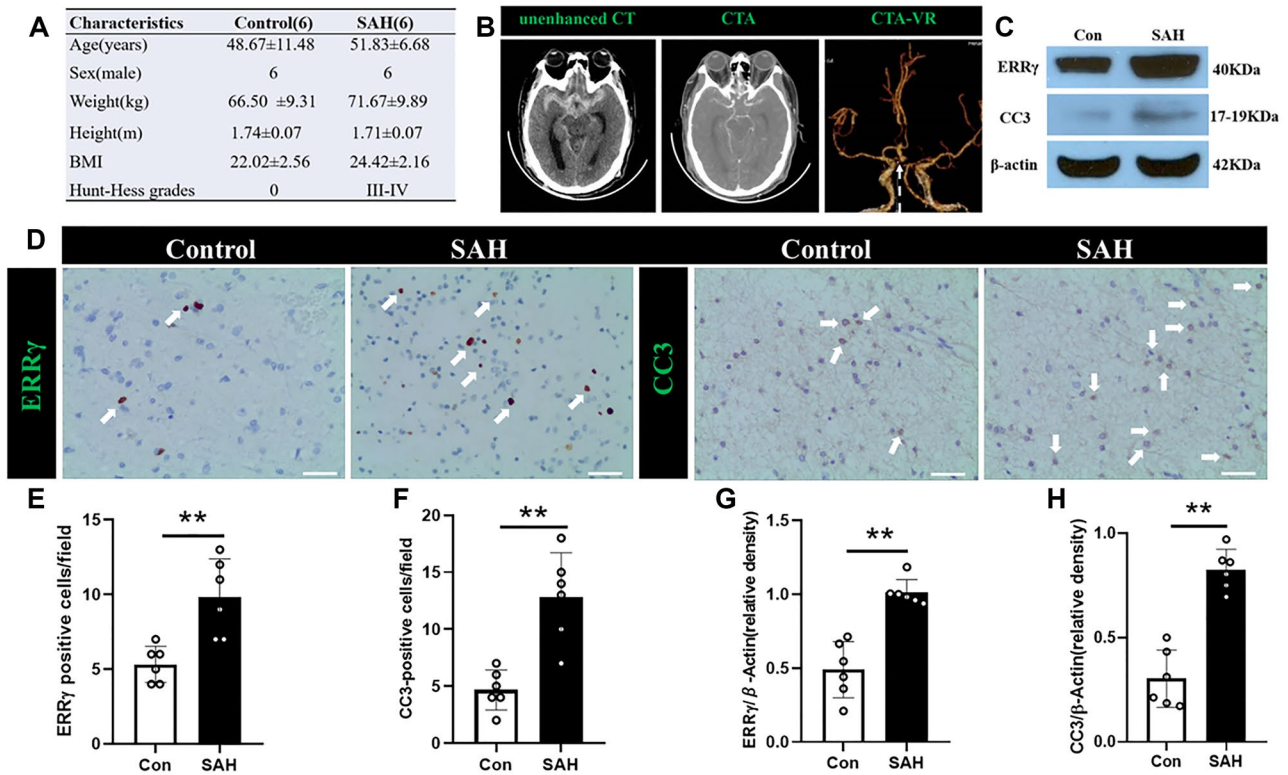 A
Characteristics Control(6) SAH(6)
Age(years) 48.67±11.48 51.83±6.68
Sex(male) 6 6
Weight(kg) 66.50 ±9.31 71.67±9.89
Height(m) 1.74±0.07 1.71±0.07
BMI 22.02±2.56 24.42±2.16
Hunt-Hess grades 0 III-IV
B
unenhanced CT CTA CTA-VR
C
Con SAH
ERRγ 40KDa
CC3 17-19KDa
β-actin 42KDa
D
Control SAH Control SAH
ERRγ
CC3
E
ERRγ positive cells/field
15
10
5
0
**
Con SAH
F
CC3-positive cells/field
20
15
10
5
0
**
Con SAH
G
ERRγ/β-Actin(relative density)
1.5
1.0
0.5
0.0
**
Con SAH
H
CC3/β-Actin(relative density)
1.0
0.5
0.0
**
Con SAH